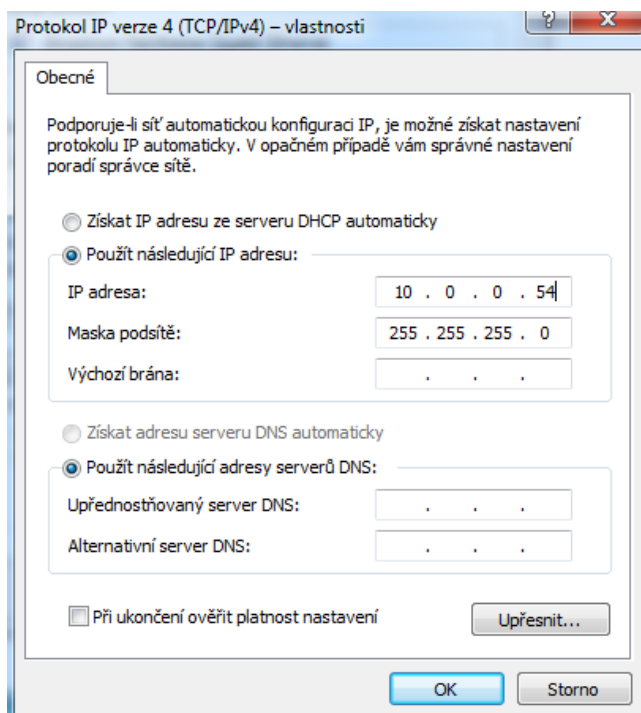 Protokol IP verze 4 (TCP/IPv4) – vlastnosti
Obecné
Podporuje-li síť automatickou konfiguraci IP, je možné získat nastavení
protokolu IP automaticky. V opačném případě vám správné nastavení
poradí správce sítě.
Získat IP adresu ze serveru DHCP automaticky
Použít následující IP adresu:
IP adresa: 10 . 0 . 0 . 54
Maska podsítě: 255 . 255 . 255 . 0
Výchozí brána: . . .
Získat adresu serveru DNS automaticky
Použít následující adresy serverů DNS:
Upřednostňovaný server DNS: . . .
Alternativní server DNS: . . .
Při ukončení ověřit platnost nastavení Upřesnit...
OK Storno